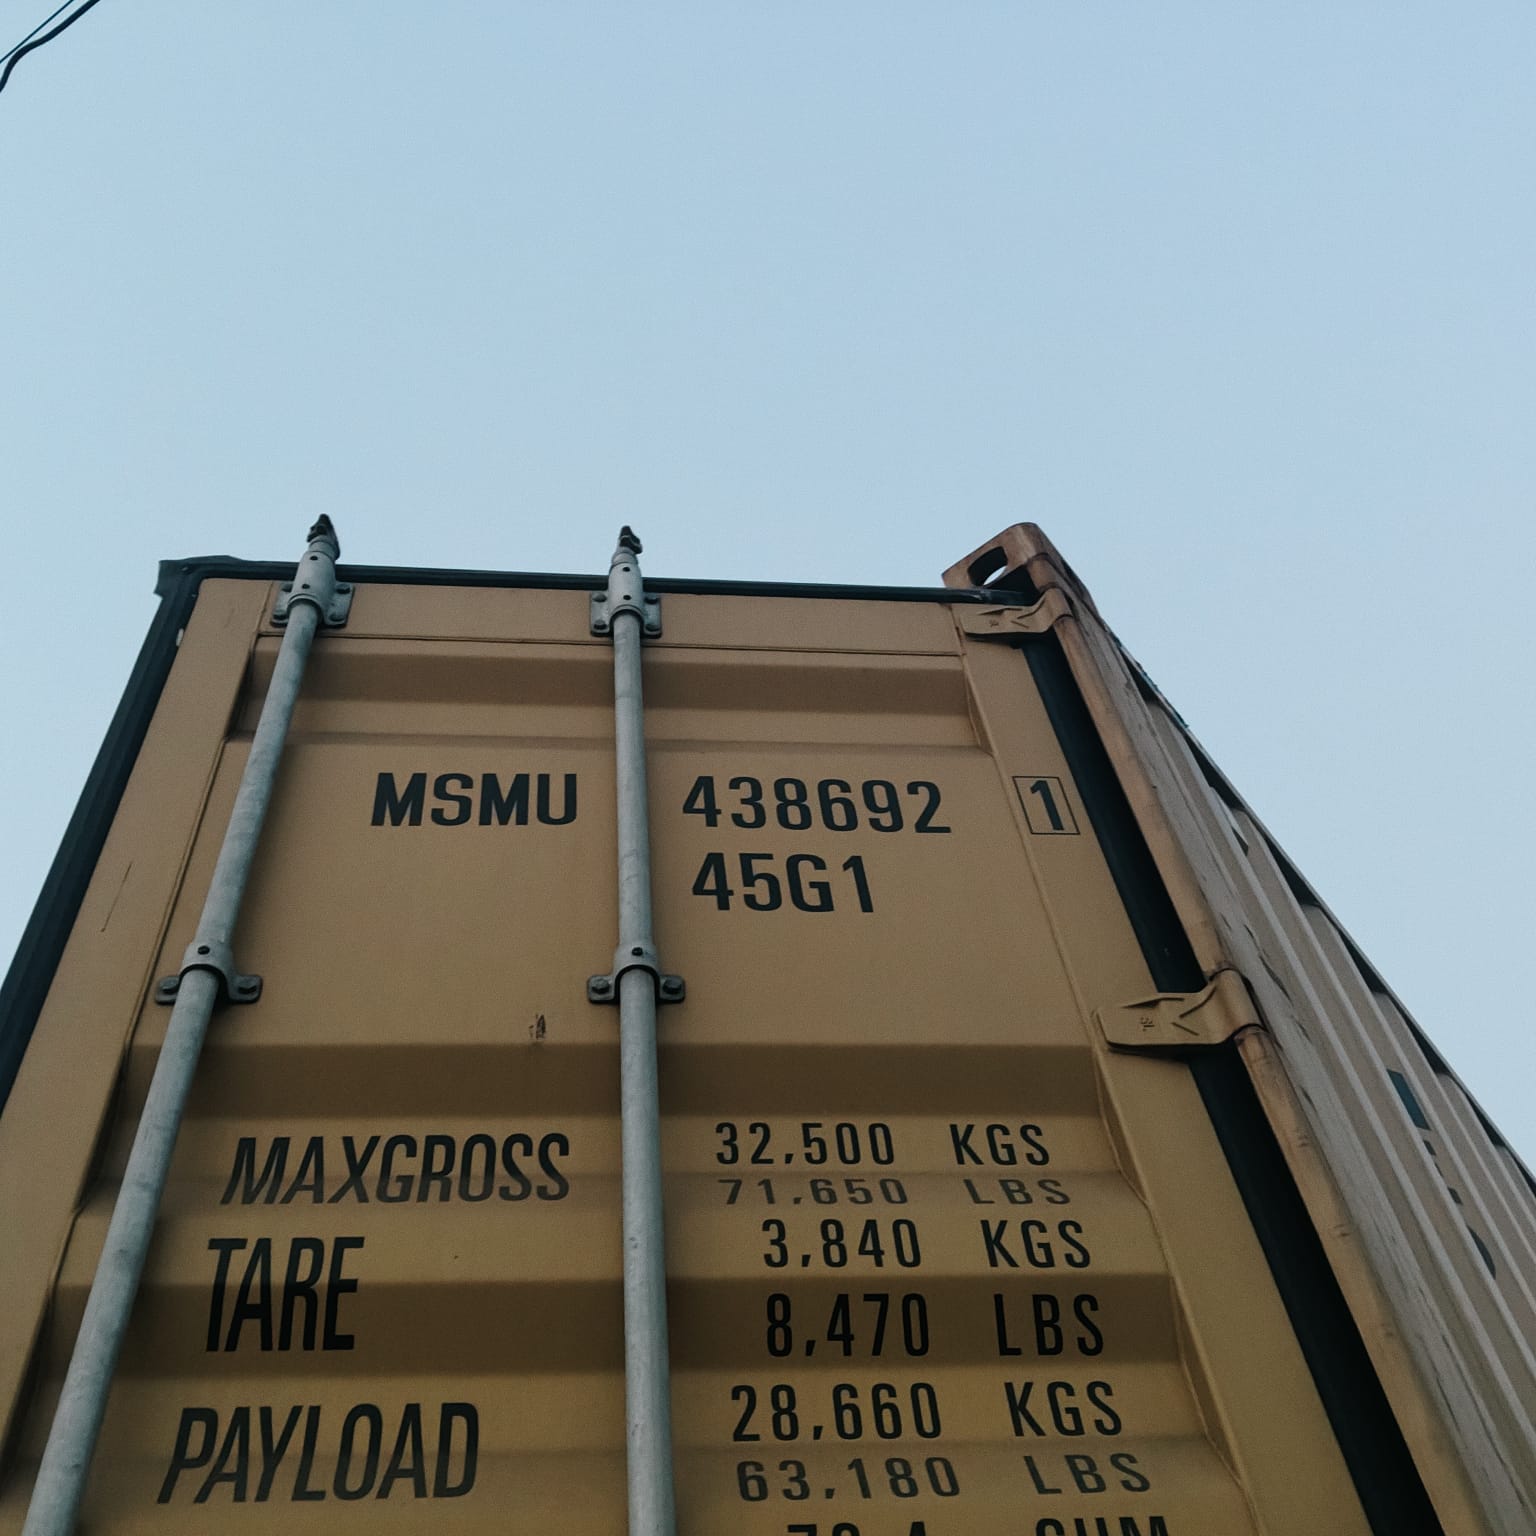 MSMU 438692 1
45G1
MAXGROSS 32,500 KGS
71,650 LBS
TARE 3,840 KGS
8,470 LBS
PAYLOAD 28,660 KGS
63,180 LBS